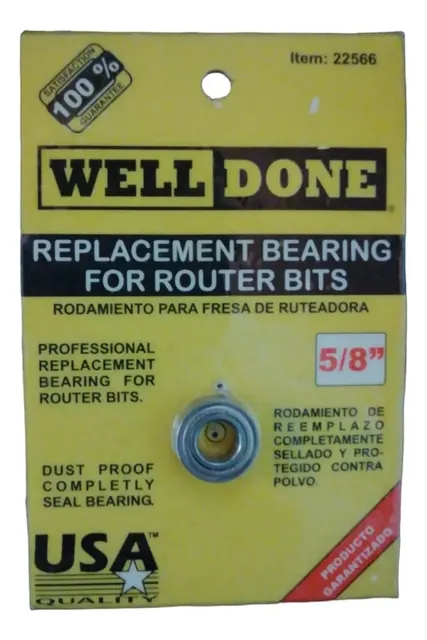 SATISFACTION
100 %
GUARANTEE
Item: 22566
WELL DONE
®
REPLACEMENT BEARING
FOR ROUTER BITS
RODAMIENTO PARA FRESA DE RUTEADORA
PROFESSIONAL
REPLACEMENT
BEARING FOR
ROUTER BITS.
5/8”
RODAMIENTO DE
REEMPLAZO
COMPLETAMENTE
SELLADO Y PRO-
TEGIDO CONTRA
POLVO.
DUST PROOF
COMPLETLY
SEAL BEARING.
USA™
QUALITY
PRODUCTO
GARANTIZADO